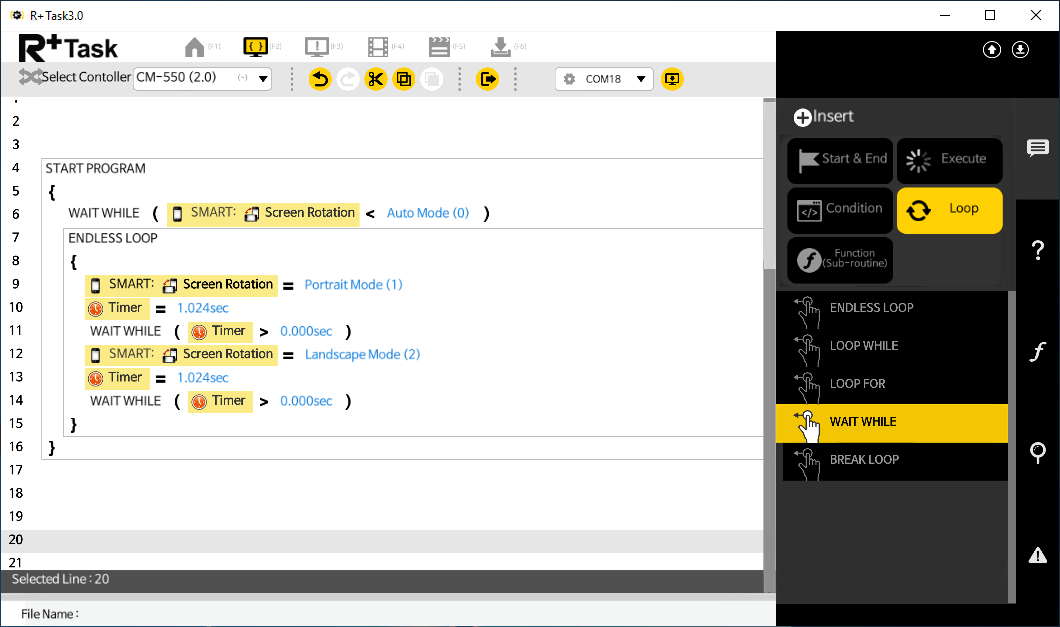 R+Task3.0
R+Task (F1) (F2) (F3) (F4) (F5) (F6)
Select Contoller CM-550 (2.0) (-) COM18
2
3
4 START PROGRAM
5 {
6 WAIT WHILE ( SMART: Screen Rotation < Auto Mode (0) )
7 ENDLESS LOOP
8 {
9 SMART: Screen Rotation = Portrait Mode (1)
10 Timer = 1.024sec
11 WAIT WHILE ( Timer > 0.000sec )
12 SMART: Screen Rotation = Landscape Mode (2)
13 Timer = 1.024sec
14 WAIT WHILE ( Timer > 0.000sec )
15 }
16 }
17
18
19
20
21
Selected Line : 20
File Name :
Insert
Start & End
Execute
Condition
Loop
Function
(Sub-routine)
ENDLESS LOOP
LOOP WHILE
LOOP FOR
WAIT WHILE
BREAK LOOP